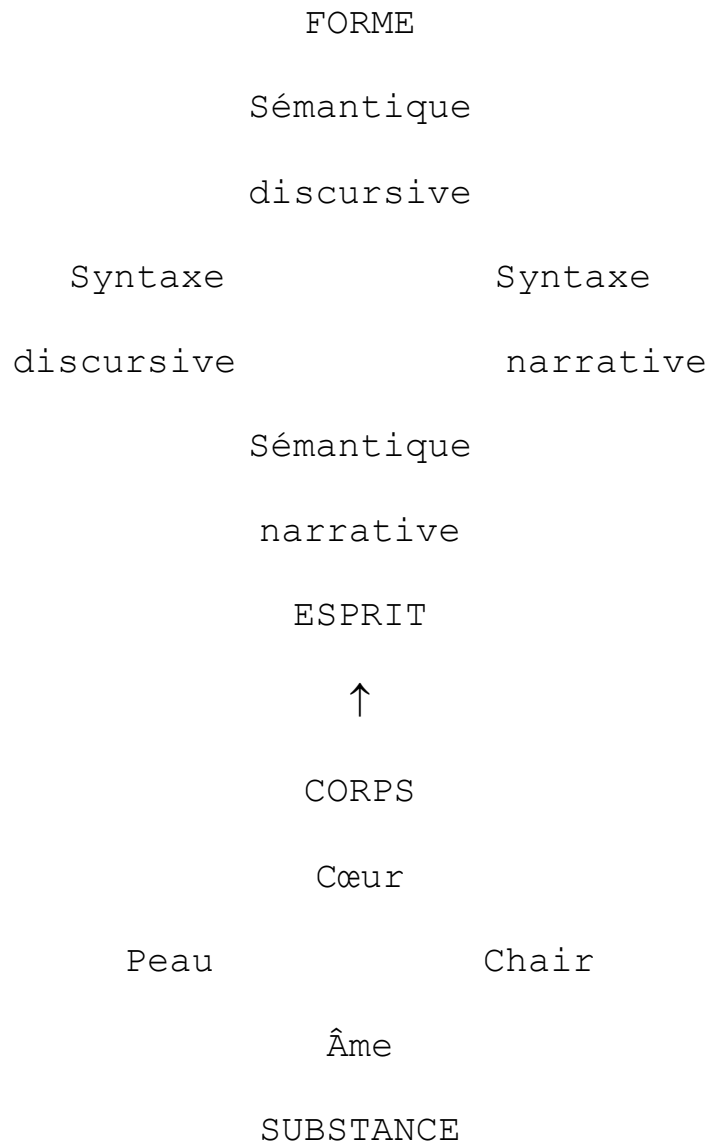 FORME
Sémantique
discursive
Syntaxe Syntaxe
discursive narrative
Sémantique
narrative
ESPRIT
↑
CORPS
Cœur
Peau Chair
Âme
SUBSTANCE